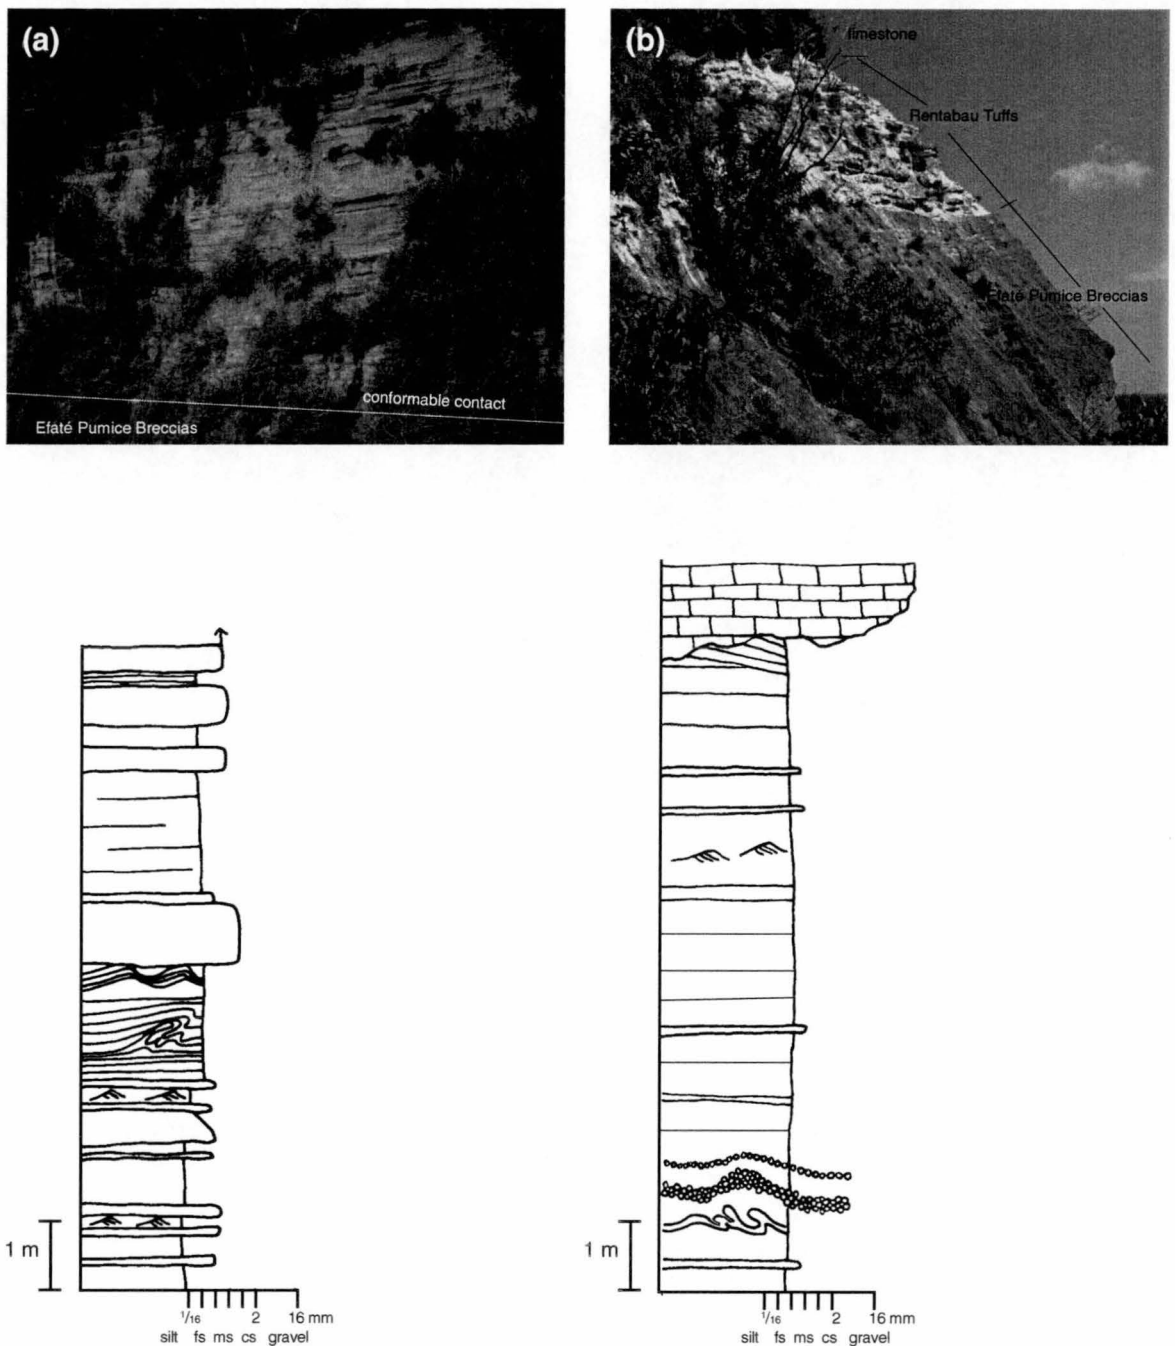 (a)
conformable contact
Efaté Pumice Breccias
(b)
limestone
Rentabau Tuffs
Efaté Pumice Breccias
1 m
1/16 2 16 mm
silt fs ms cs gravel
1 m
1/16 2 16 mm
silt fs ms cs gravel